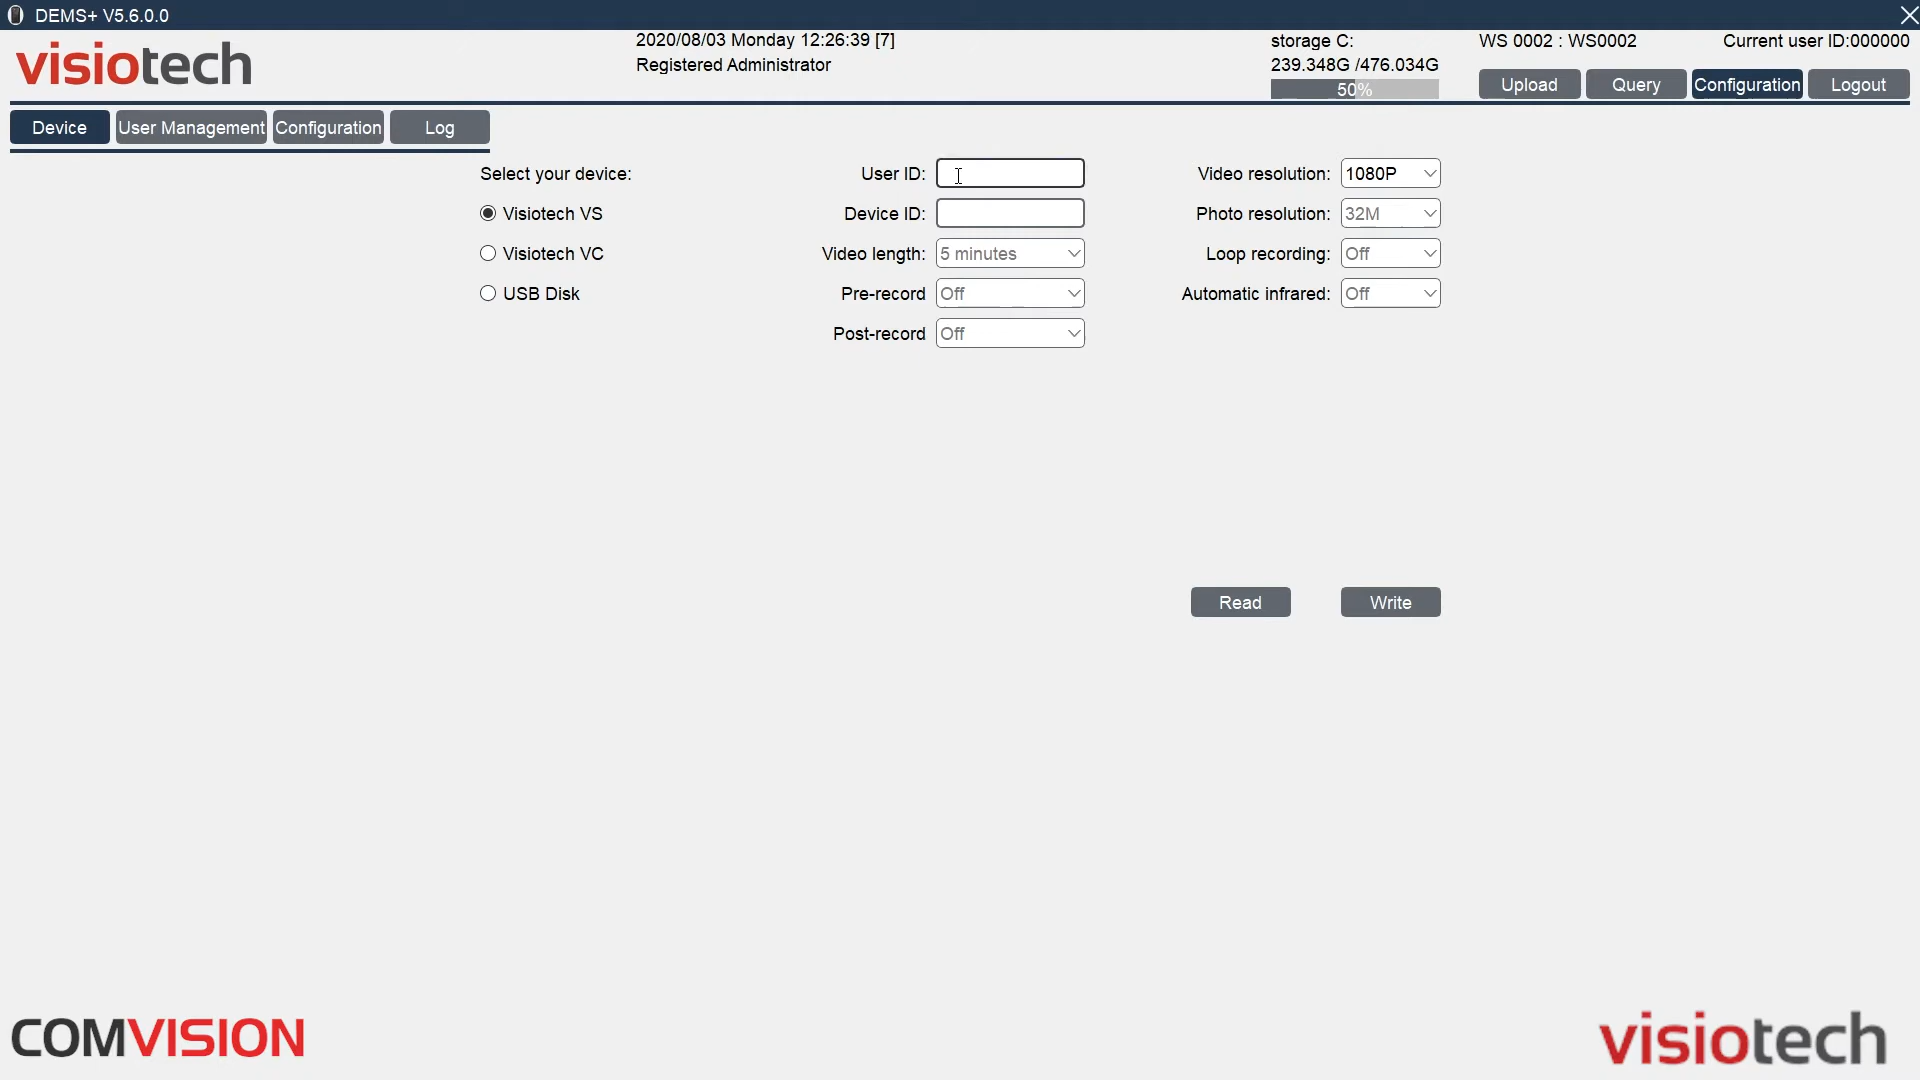 DEMS+ V5.6.0.0
visiotech
2020/08/03 Monday 12:26:39 [7]
Registered Administrator
storage C:
239.348G /476.034G
50%
WS 0002 : WS0002
Current user ID:000000
Upload
Query
Configuration
Logout
Device
User Management
Configuration
Log
Select your device:
Visiotech VS
Visiotech VC
USB Disk
User ID:
Device ID:
Video length: 5 minutes
Pre-record Off
Post-record Off
Video resolution: 1080P
Photo resolution: 32M
Loop recording: Off
Automatic infrared: Off
Read
Write
COMVISION
visiotech